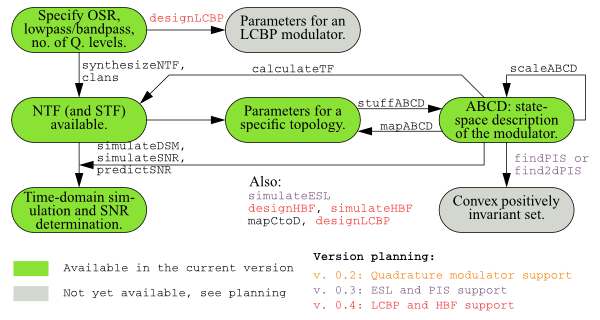 Specify OSR,
lowpass/bandpass,
no. of Q. levels.
designLCBP
Parameters for an
LCBP modulator.
scaleABCD
synthesizeNTF,
clans
calculateTF
NTF (and STF)
available.
Parameters for a
specific topology.
stuffABCD
mapABCD
ABCD: state-
space description
of the modulator.
simulateDSM,
simulateSNR,
predictSNR
findPIS or
find2dPIS
Time-domain sim-
ulation and SNR
determination.
Also:
simulateESL
designHBF, simulateHBF
mapCtoD, designLCBP
Convex positively
invariant set.
Available in the current version
Not yet available, see planning
Version planning:
v. 0.2: Quadrature modulator support
v. 0.3: ESL and PIS support
v. 0.4: LCBP and HBF support